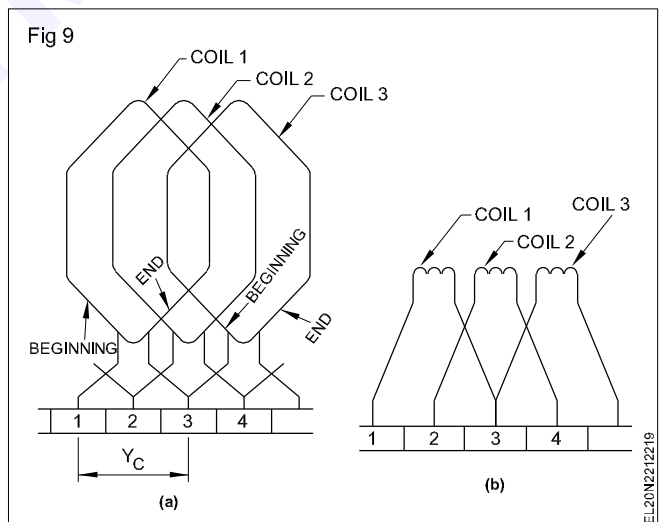 Fig 9
COIL 1
COIL 2
COIL 3
END
BEGINNING
BEGINNING
END
1 2 3 4
Y_C
(a)
COIL 1
COIL 2
COIL 3
1 2 3 4
(b)
EL20N2212219